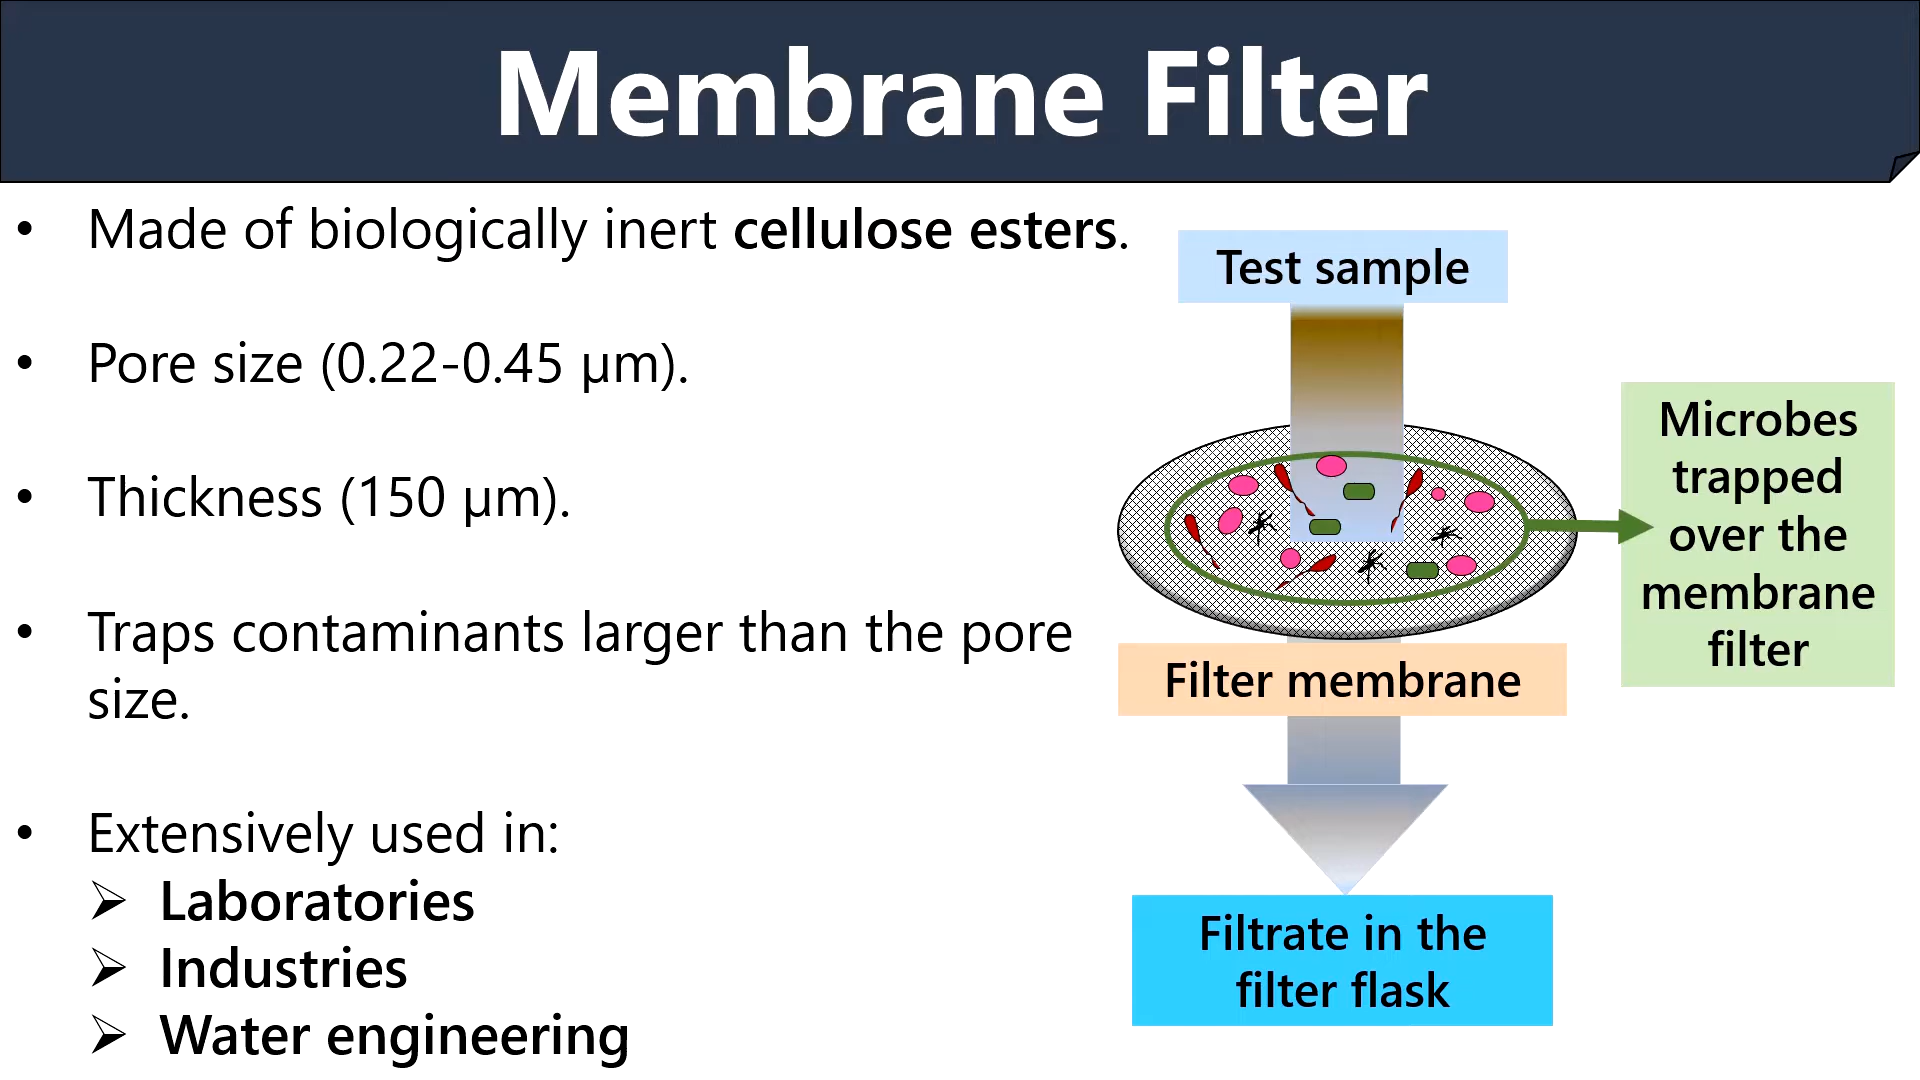 Membrane Filter
• Made of biologically inert cellulose esters.
• Pore size (0.22-0.45 µm).
• Thickness (150 µm).
• Traps contaminants larger than the pore
size.
• Extensively used in:
➢ Laboratories
➢ Industries
➢ Water engineering
Test sample
Microbes
trapped
over the
membrane
filter
Filter membrane
Filtrate in the
filter flask